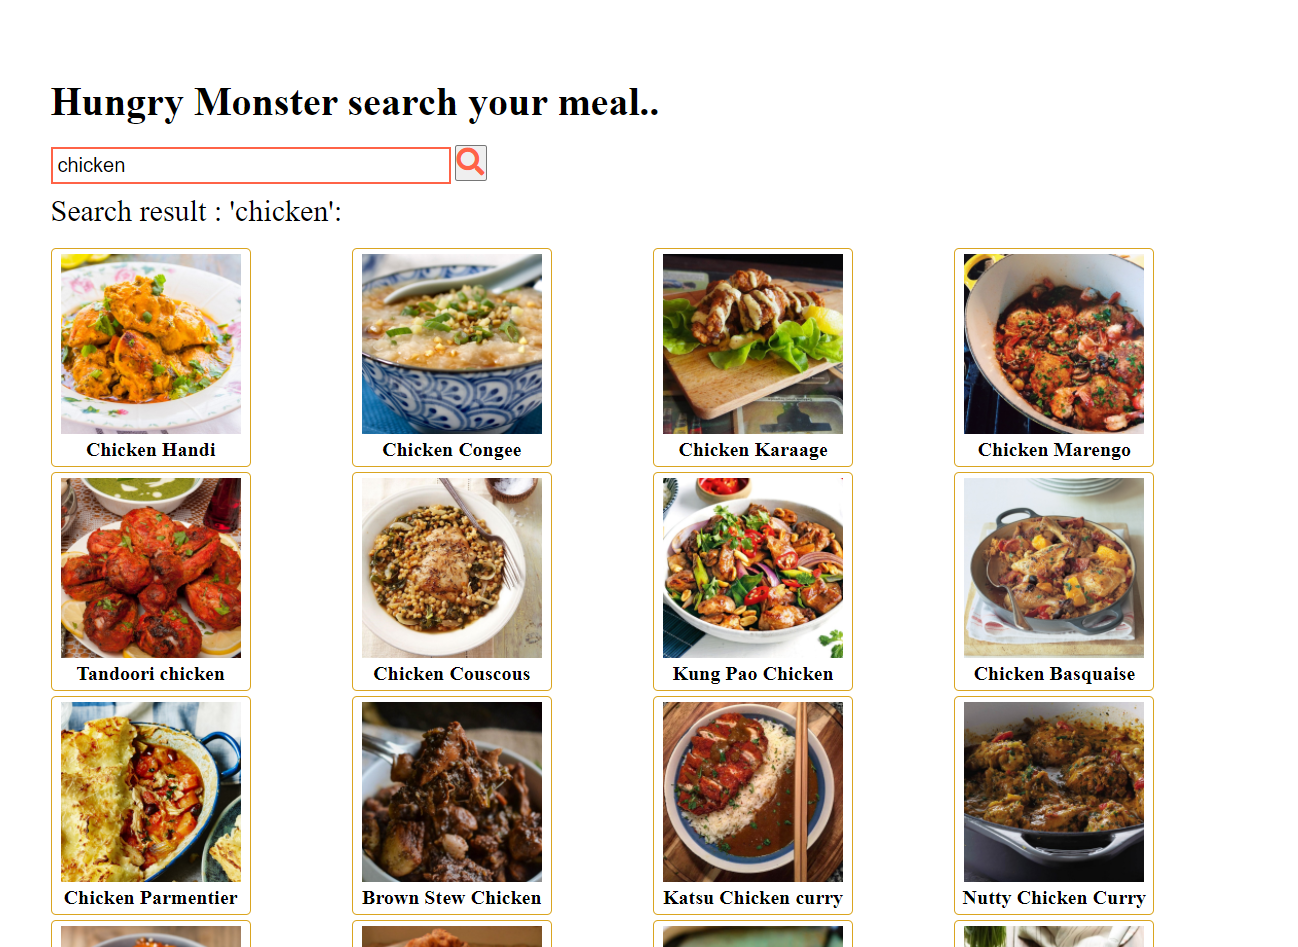 Hungry Monster search your meal..
chicken
Search result : 'chicken':
Chicken Handi
Chicken Congee
Chicken Karaage
Chicken Marengo
Tandoori chicken
Chicken Couscous
Kung Pao Chicken
Chicken Basquaise
Chicken Parmentier
Brown Stew Chicken
Katsu Chicken curry
Nutty Chicken Curry